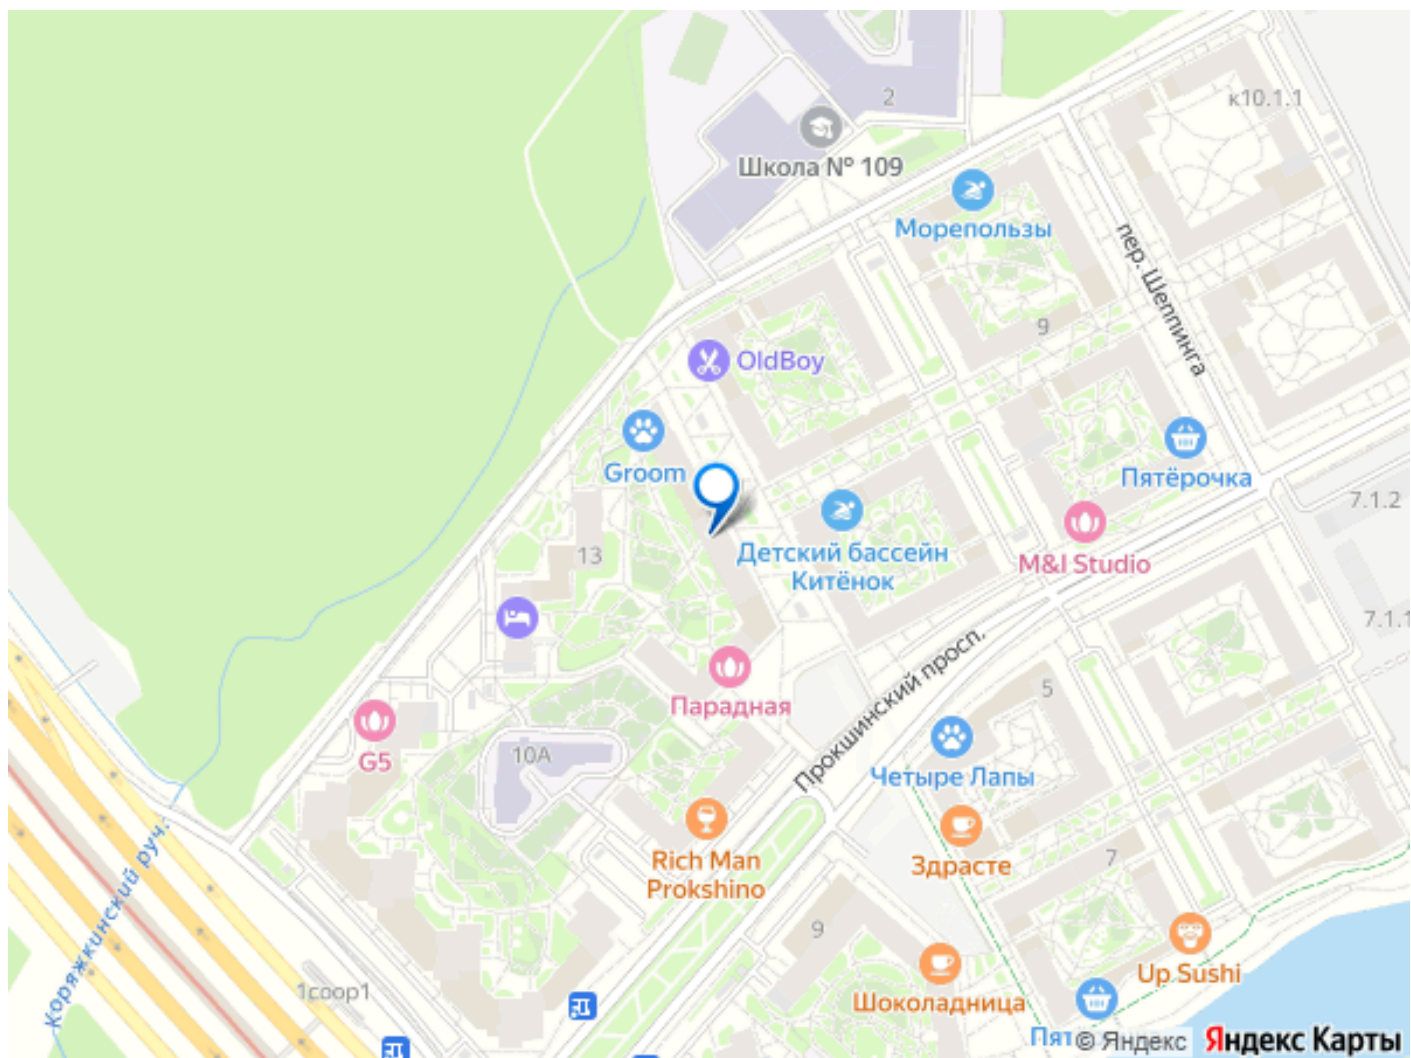 2
к10.1.1
Школа № 109
Морепользы
пер. Шеппинга
9
OldBoy
Groom
Пятёрочка
7.1.2
13
Детский бассейн
Китёнок
M&I Studio
7.1.1
Прокшинский просп.
Парадная
5
G5
10А
Четыре Лапы
Rich Man
Prokshino
Здрасте
7
Коряжкинский руч.
9
Up Sushi
1соор1
Шоколадница
Пят
© Яндекс
Яндекс Карты